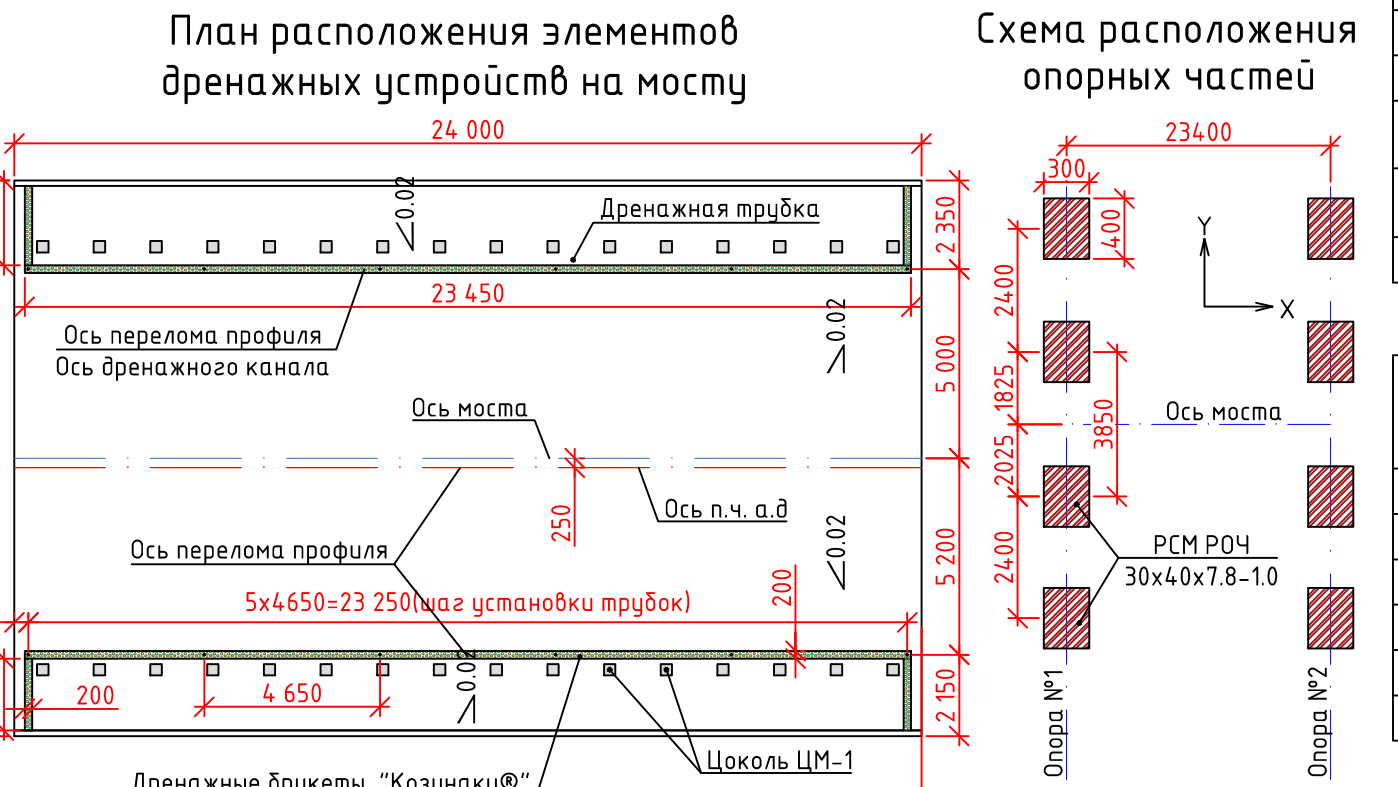 План расположения элементов
дренажных устройств на мосту
24 000
0.02
Дренажная трубка
2 350
23 450
Ось перелома профиля
Ось дренажного канала
0.02
5 000
Ось моста
250
Ось п.ч. а.д
Ось перелома профиля
0.02
5 200
5х4650=23 250(шаг установки трубок)
200
0.02
200
4 650
2 150
Цоколь ЦМ-1
Дренажные брикеты "Козинаки®"
Схема расположения
опорных частей
23400
300
400
Y
X
2400
1825
3850
Ось моста
2025
2400
РСМ РОЧ
30х40х7.8-1.0
Опора №1
Опора №2